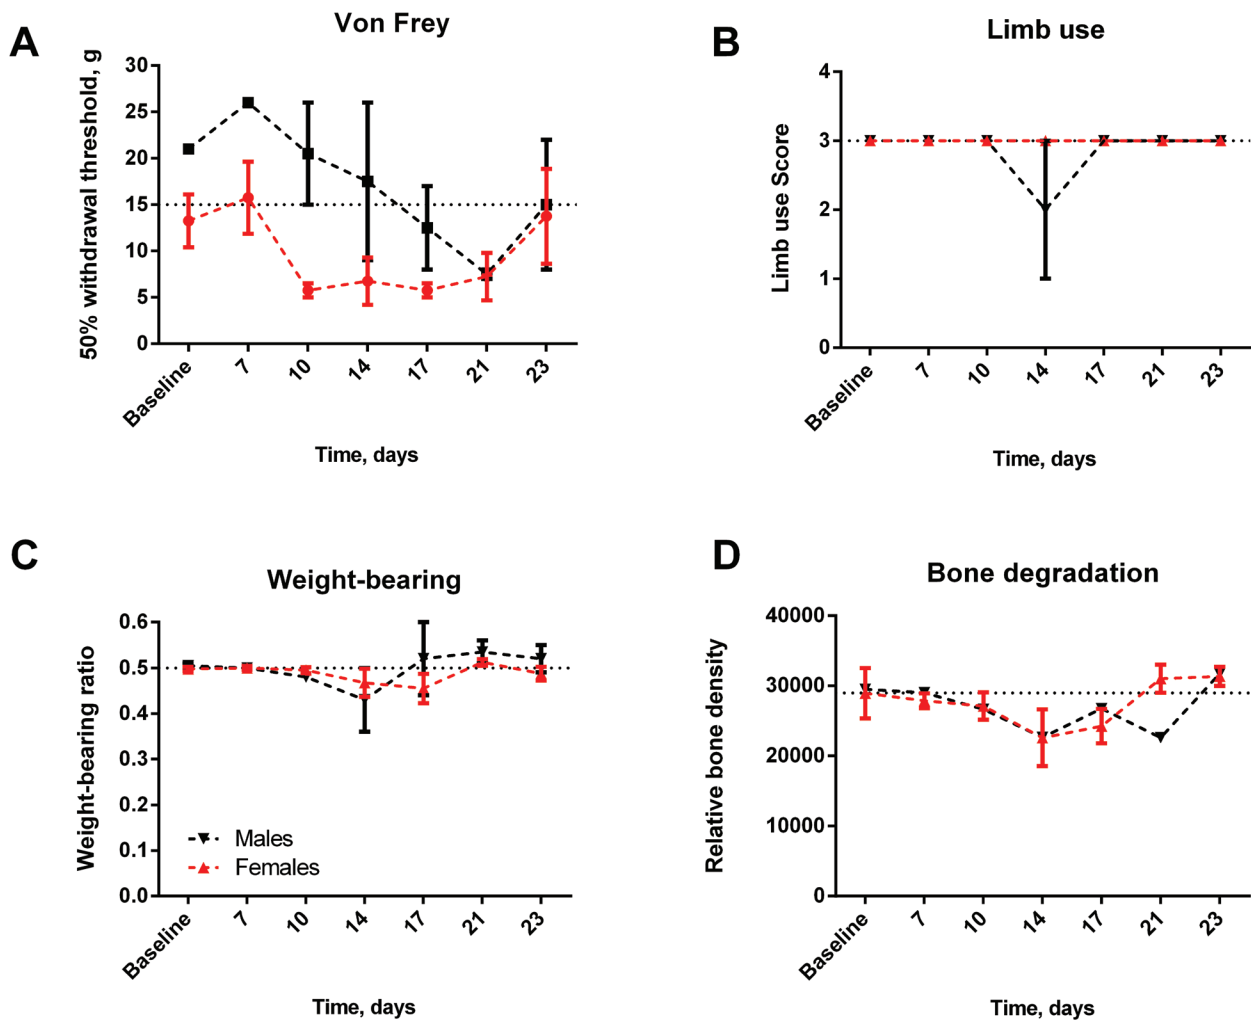 A
Von Frey
50% withdrawal threshold, g
30
25
20
15
10
5
0
Baseline
7
10
14
17
21
23
Time, days
B
Limb use
Limb use Score
4
3
2
1
0
Baseline
7
10
14
17
21
23
Time, days
C
Weight-bearing
Weight-bearing ratio
0.6
0.5
0.4
0.3
0.2
0.1
0.0
Males
Females
Baseline
7
10
14
17
21
23
Time, days
D
Bone degradation
Relative bone density
40000
30000
20000
10000
0
Baseline
7
10
14
17
21
23
Time, days